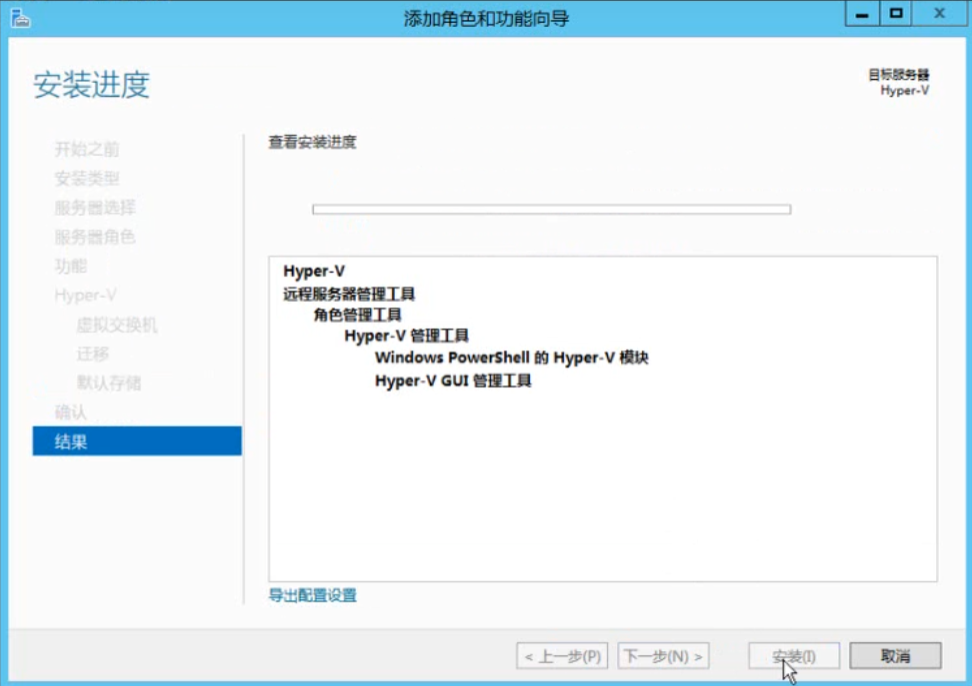 添加角色和功能向导
安装进度
目标服务器
Hyper-V
开始之前
安装类型
服务器选择
服务器角色
功能
Hyper-V
虚拟交换机
迁移
默认存储
确认
结果
查看安装进度
Hyper-V
远程服务器管理工具
角色管理工具
Hyper-V 管理工具
Windows PowerShell 的 Hyper-V 模块
Hyper-V GUI 管理工具
导出配置设置
< 上一步(P)
下一步(N) >
安装(I)
取消